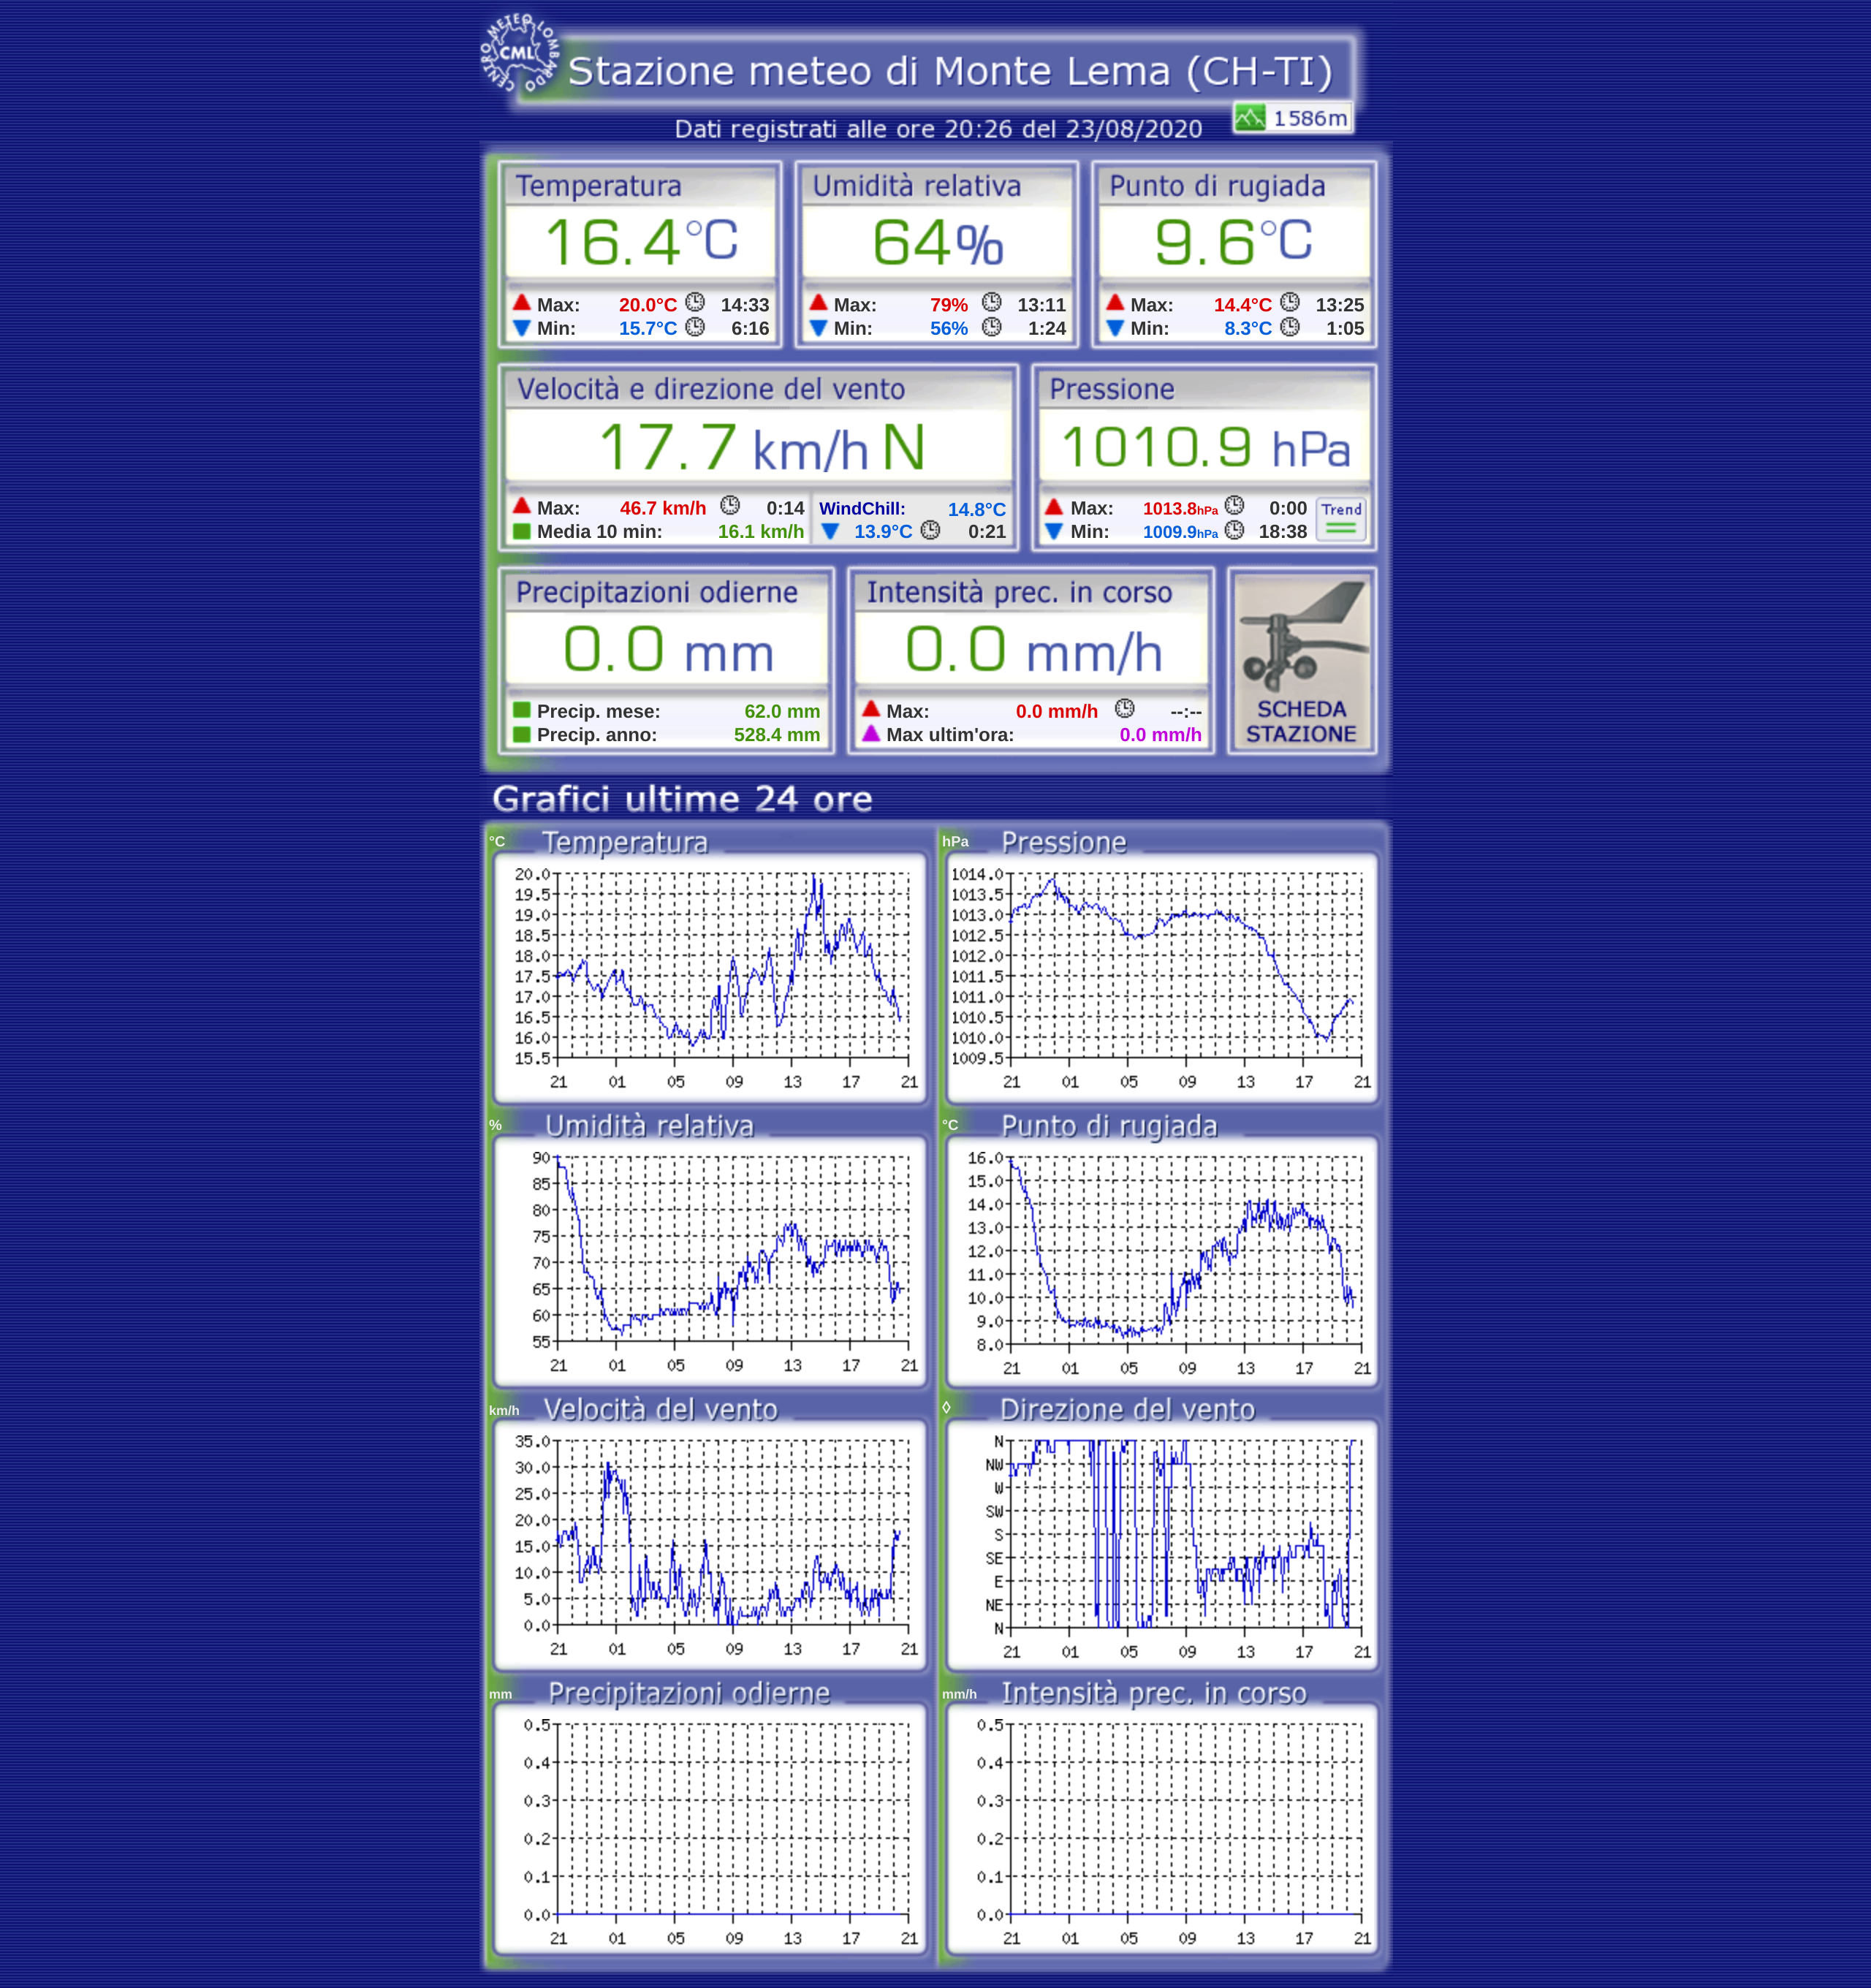 CENTRO METEO LOMBARDO
CML
Stazione meteo di Monte Lema (CH-TI)
1586m
Dati registrati alle ore 20:26 del 23/08/2020
Temperatura Umidità relativa Punto di rugiada
16.4°C 64% 9.6°C
Max: 20.0°C 14:33 Max: 79% 13:11 Max: 14.4°C 13:25
Min: 15.7°C 6:16 Min: 56% 1:24 Min: 8.3°C 1:05
Velocità e direzione del vento Pressione
17.7 km/h N 1010.9 hPa
Max: 46.7 km/h 0:14 WindChill: 14.8°C Max: 1013.8hPa 0:00 Trend
Media 10 min: 16.1 km/h 13.9°C 0:21 Min: 1009.9hPa 18:38
Precipitazioni odierne Intensità prec. in corso
0.0 mm 0.0 mm/h
Precip. mese: 62.0 mm Max: 0.0 mm/h --:-- SCHEDA
Precip. anno: 528.4 mm Max ultim'ora: 0.0 mm/h STAZIONE
Grafici ultime 24 ore
°C Temperatura
20.0
19.5
19.0
18.5
18.0
17.5
17.0
16.5
16.0
15.5
21 01 05 09 13 17 21
hPa Pressione
1014.0
1013.5
1013.0
1012.5
1012.0
1011.5
1011.0
1010.5
1010.0
1009.5
21 01 05 09 13 17 21
% Umidità relativa
90
85
80
75
70
65
60
55
21 01 05 09 13 17 21
°C Punto di rugiada
16.0
15.0
14.0
13.0
12.0
11.0
10.0
9.0
8.0
21 01 05 09 13 17 21
km/h Velocità del vento
35.0
30.0
25.0
20.0
15.0
10.0
5.0
0.0
21 01 05 09 13 17 21
◊ Direzione del vento
N
NW
W
SW
S
SE
E
NE
N
21 01 05 09 13 17 21
mm Precipitazioni odierne
0.5
0.4
0.3
0.2
0.1
0.0
21 01 05 09 13 17 21
mm/h Intensità prec. in corso
0.5
0.4
0.3
0.2
0.1
0.0
21 01 05 09 13 17 21